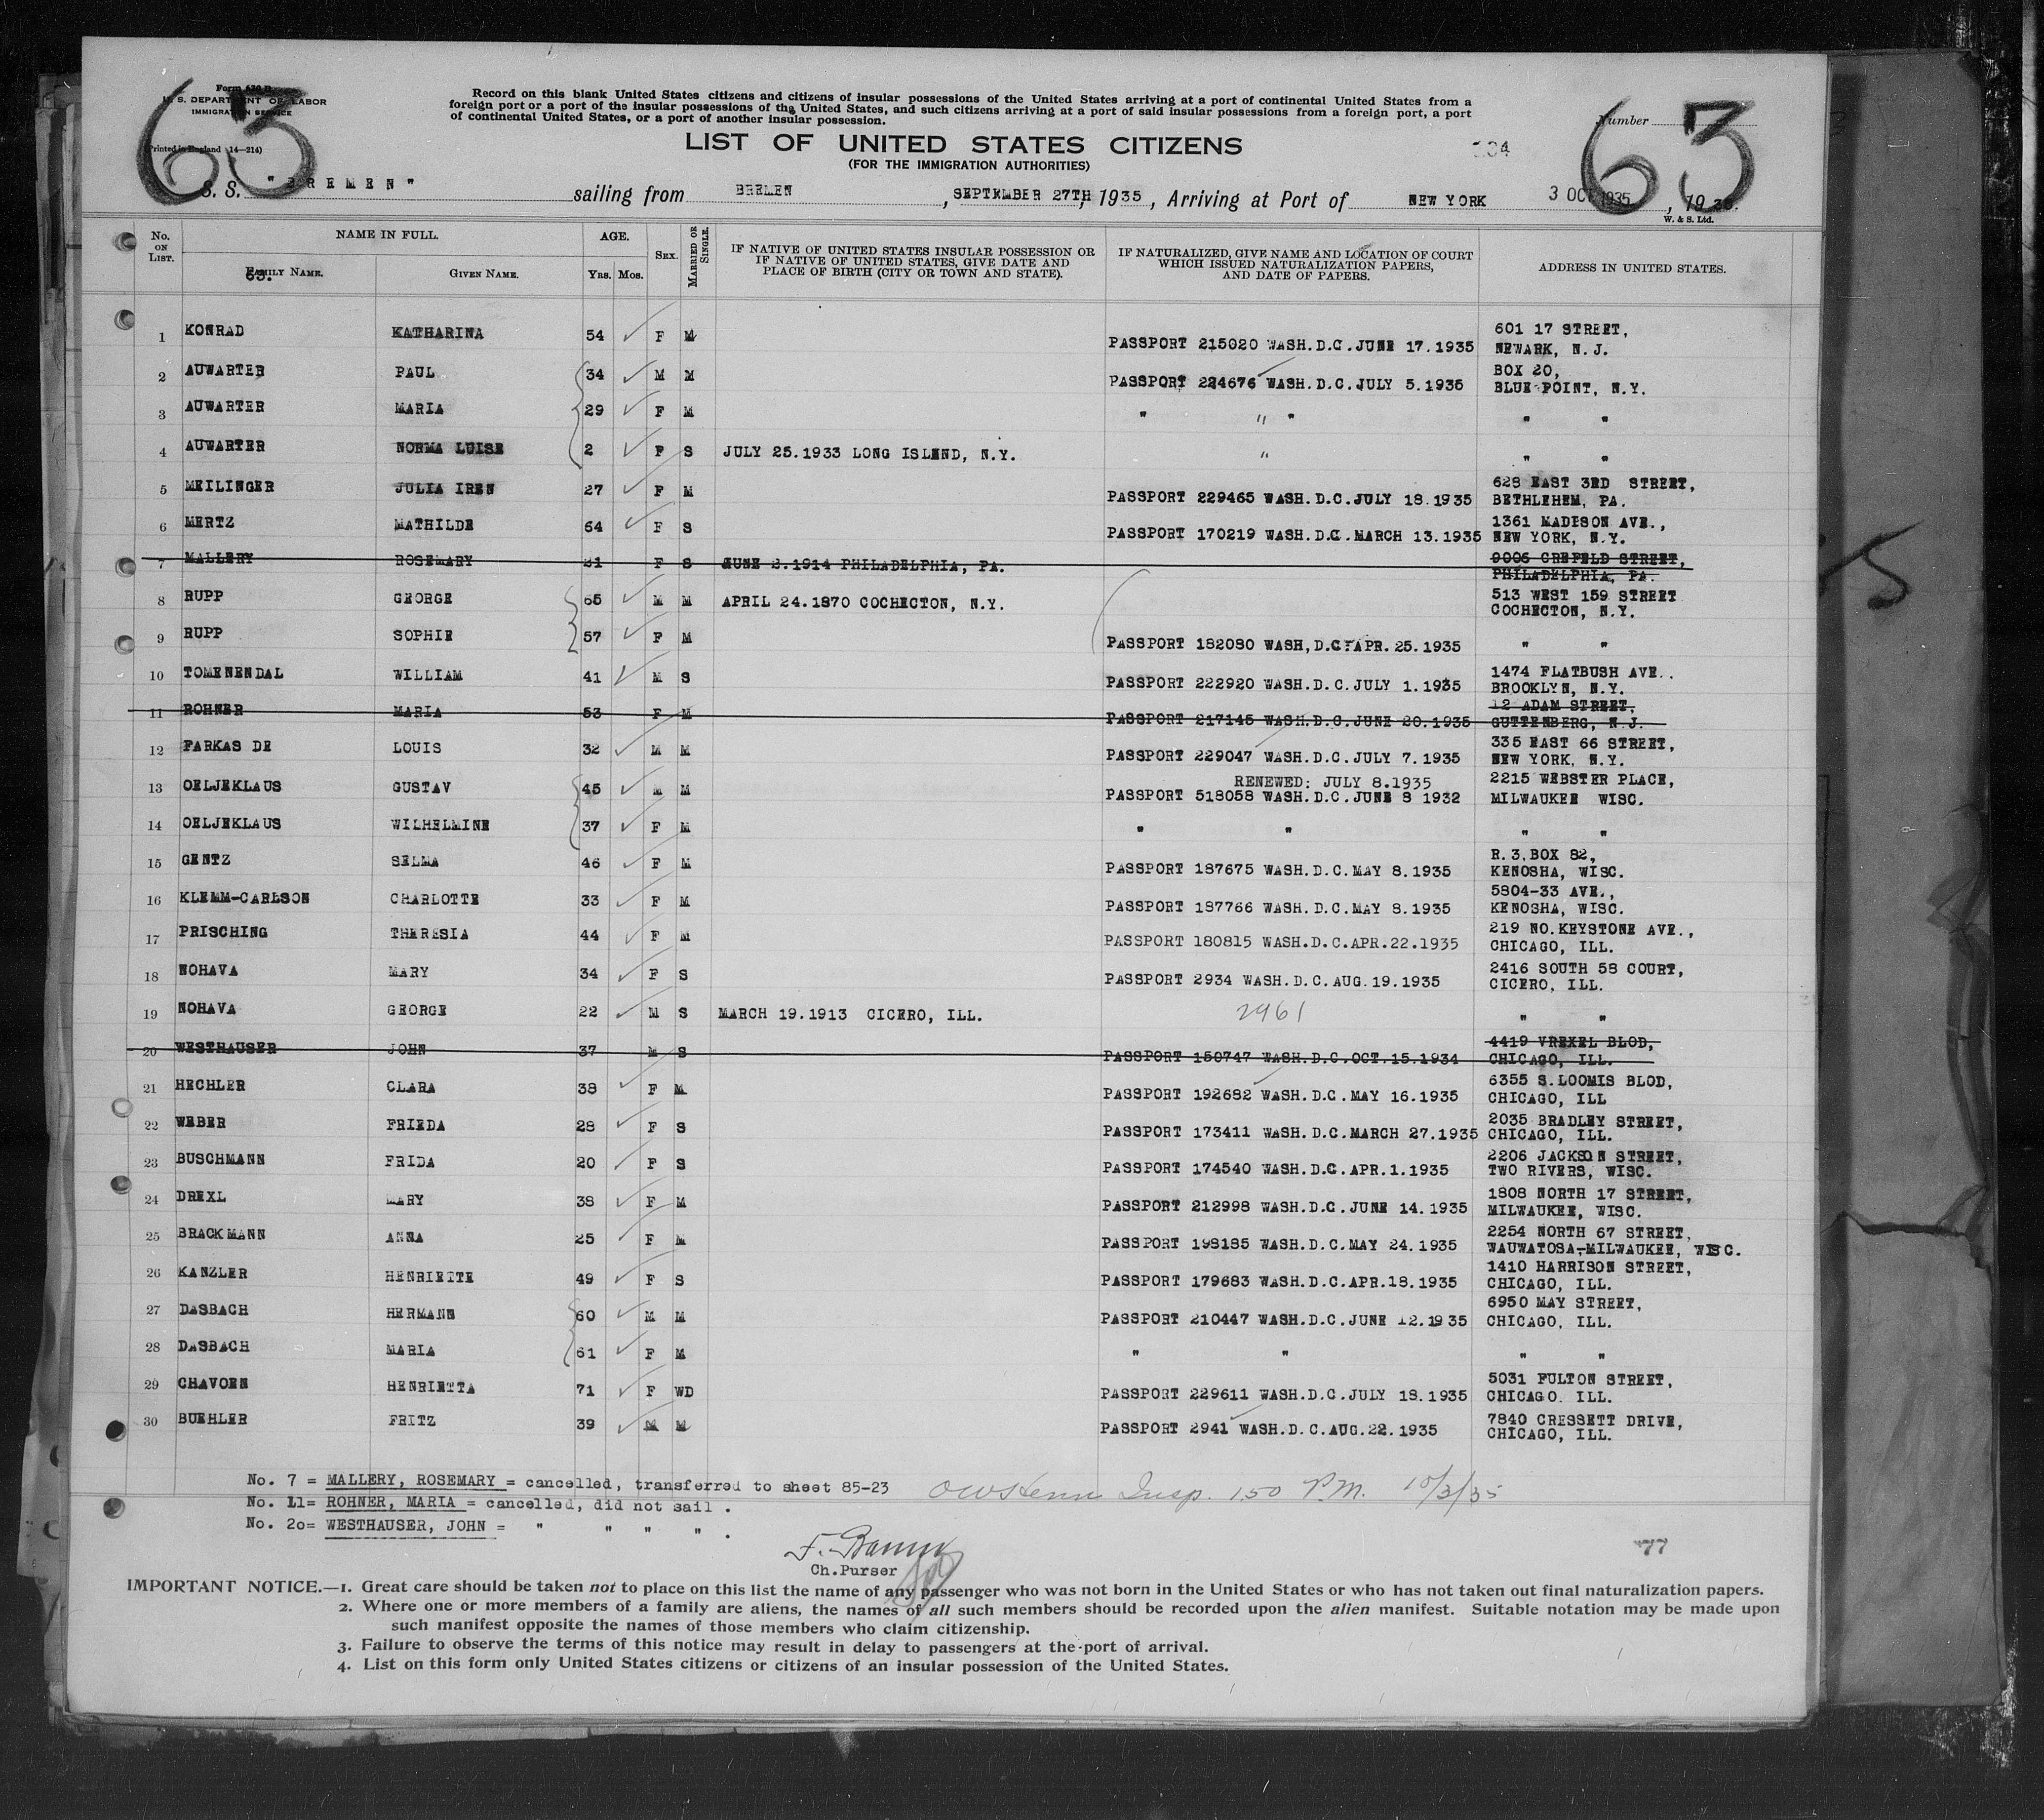 63
63
Form 630 B
U. S. DEPARTMENT OF LABOR
IMMIGRATION SERVICE
(Printed in England 14—214)
Record on this blank United States citizens and citizens of insular possessions of the United States arriving at a port of continental United States from a
foreign port or a port of the insular possessions of the United States, and such citizens arriving at a port of said insular possessions from a foreign port, a port
of continental United States, or a port of another insular possession.
Number
LIST OF UNITED STATES CITIZENS
(FOR THE IMMIGRATION AUTHORITIES)
S. S. "BREMEN" sailing from BREMEN, SEPTEMBER 27TH, 1935, Arriving at Port of NEW YORK 3 OCT 1935, 1935.
W. & S. Ltd.
No. ON LIST. NAME IN FULL. AGE. SEX. MARRIED OR SINGLE. IF NATIVE OF UNITED STATES INSULAR POSSESSION OR IF NATIVE OF UNITED STATES, GIVE DATE AND PLACE OF BIRTH (CITY OR TOWN AND STATE). IF NATURALIZED, GIVE NAME AND LOCATION OF COURT WHICH ISSUED NATURALIZATION PAPERS, AND DATE OF PAPERS. ADDRESS IN UNITED STATES.
63. FAMILY NAME. GIVEN NAME. Yrs. Mos.
1 KONRAD KATHARINA 54 F M PASSPORT 215020 WASH.D.C.JUNE 17.1935 601 17 STREET,
NEWARK, N.J.
2 AUWARTER PAUL 34 M M PASSPORT 224676 WASH.D.C.JULY 5.1935 BOX 20,
BLUE POINT, N.Y.
3 AUWARTER MARIA 29 F M " " " " "
4 AUWARTER NORMA LUISE 2 F S JULY 25.1933 LONG ISLEND, N.Y. " " "
5 MEILINGER JULIA IREN 27 F M PASSPORT 229465 WASH.D.C.JULY 18.1935 628 EAST 3RD STREET,
BETHLEHEM, PA.
6 MERTZ MATHILDE 64 F S PASSPORT 170219 WASH.D.C.MARCH 13.1935 1361 MADISON AVE.,
NEW YORK, N.Y.
7 MALLERY ROSEMARY 21 F S JUNE 2.1914 PHILADELPHIA, PA. 9006 CREFELD STREET,
PHILADELPHIA, PA.
8 RUPP GEORGE 65 M M APRIL 24.1870 COCHECTON, N.Y. 513 WEST 159 STREET
COCHECTON, N.Y.
9 RUPP SOPHIE 57 F M PASSPORT 182080 WASH,D.C.APR.25.1935 " "
10 TOMENENDAL WILLIAM 41 M S PASSPORT 222920 WASH.D.C.JULY 1.1935 1474 FLATBUSH AVE..
BROOKLYN, N.Y.
11 ROHNER MARIA 53 F M PASSPORT 217145 WASH.D.C.JUNE 20.1935 12 ADAM STREET,
GUTTENBERG, N.J.
12 FARKAS DE LOUIS 32 M M PASSPORT 229047 WASH.D.C.JULY 7.1935 335 EAST 66 STREET,
NEW YORK, N.Y.
RENEWED: JULY 8.1935
13 OELJEKLAUS GUSTAV 45 M M PASSPORT 518058 WASH.D.C.JUNE 8 1932 2215 WEBSTER PLACE,
MILWAUKEE WISC.
14 OELJEKLAUS WILHELMINE 37 F M " " " "
15 GENTZ SELMA 46 F M PASSPORT 187675 WASH.D.C.MAY 8.1935 R.3.BOX 82,
KENOSHA, WISC.
16 KLEMM-CARLSON CHARLOTTE 33 F M PASSPORT 187766 WASH.D.C.MAY 8.1935 5804-33 AVE.,
KENOSHA, WISC.
17 PRISCHING THERESIA 44 F M PASSPORT 180815 WASH.D.C.APR.22.1935 219 NO.KEYSTONE AVE.,
CHICAGO, ILL.
18 NOHAVA MARY 34 F S PASSPORT 2934 WASH.D.C.AUG.19.1935 2416 SOUTH 58 COURT,
CICERO, ILL.
19 NOHAVA GEORGE 22 M S MARCH 19.1913 CICERO, ILL. 2961 " "
20 WESTHAUSER JOHN 37 M S PASSPORT 150747 WASH.D.C.OCT.15.1934 4419 VREXEL BLOD,
CHICAGO, ILL.
21 HECHLER CLARA 38 F M PASSPORT 192682 WASH.D.C.MAY 16.1935 6355 S.LOOMIS BLOD,
CHICAGO, ILL
22 WEBER FRIEDA 28 F S PASSPORT 173411 WASH.D.C.MARCH 27.1935 2035 BRADLEY STREET,
CHICAGO, ILL.
23 BUSCHMANN FRIDA 20 F S PASSPORT 174540 WASH.D.C.APR.1.1935 2206 JACKSON STREET,
TWO RIVERS, WISC.
24 DREXL MARY 38 F M PASSPORT 212998 WASH.D.C.JUNE 14.1935 1808 NORTH 17 STREET,
MILWAUKEE, WISC.
25 BRACKMANN ANNA 25 F M PASSPORT 198185 WASH.D.C.MAY 24.1935 2254 NORTH 67 STREET,
WAUWATOSA-MILWAUKEE, WISC.
26 KANZLER HENRIETTE 49 F S PASSPORT 179683 WASH.D.C.APR.18.1935 1410 HARRISON STREET,
CHICAGO, ILL.
27 DASBACH HERMANN 60 M M PASSPORT 210447 WASH.D.C.JUNE 12.1935 6950 MAY STREET,
CHICAGO, ILL.
28 DASBACH MARIA 61 F M " " " "
29 CHAVOEN HENRIETTA 71 F WD PASSPORT 229611 WASH.D.C.JULY 18.1935 5031 FULTON STREET,
CHICAGO. ILL.
30 BUEHLER FRITZ 39 M M PASSPORT 2941 WASH.D.C.AUG.22.1935 7840 CRESSETT DRIVE,
CHICAGO, ILL.
No. 7 = MALLERY, ROSEMARY = cancelled, transferred to sheet 85-23
Insp. 150 P.M. 10/3/35
No. 11= ROHNER, MARIA = cancelled, did not sail .
No. 20= WESTHAUSER, JOHN = " " " " .
77
Ch.Purser
IMPORTANT NOTICE.—1. Great care should be taken not to place on this list the name of any passenger who was not born in the United States or who has not taken out final naturalization papers.
2. Where one or more members of a family are aliens, the names of all such members should be recorded upon the alien manifest. Suitable notation may be made upon
such manifest opposite the names of those members who claim citizenship.
3. Failure to observe the terms of this notice may result in delay to passengers at the port of arrival.
4. List on this form only United States citizens or citizens of an insular possession of the United States.